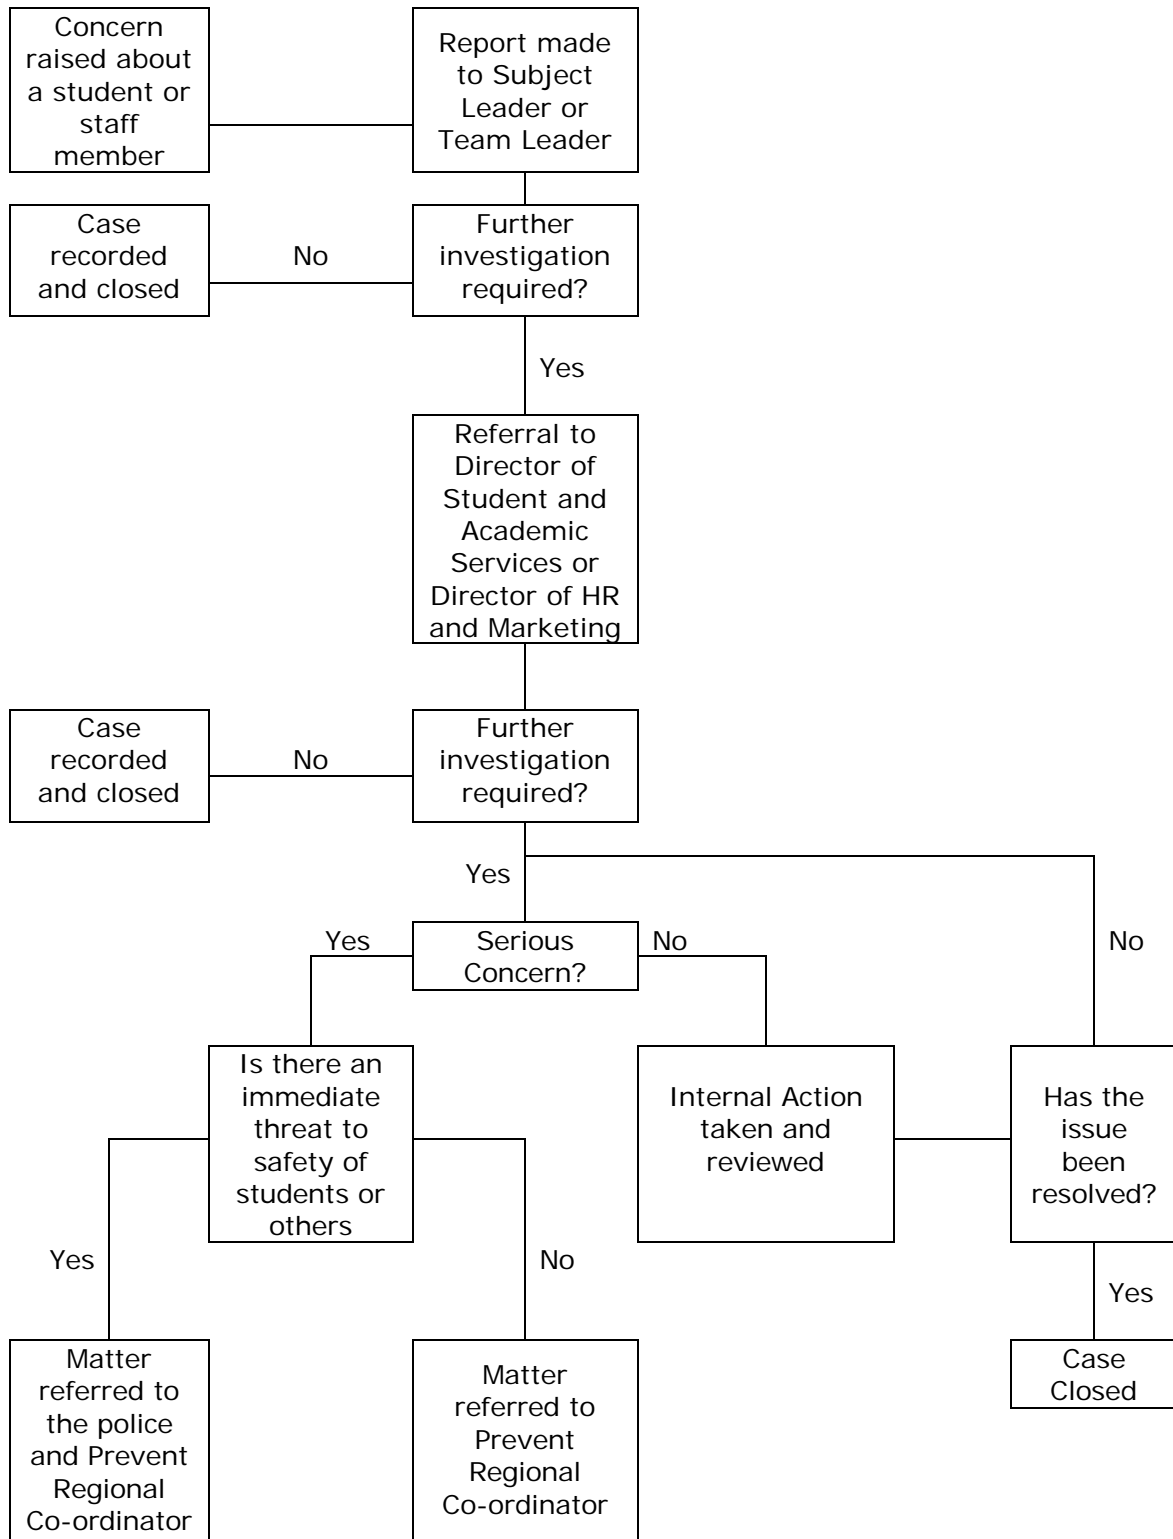 Concern
raised about
a student or
staff
member
Report made
to Subject
Leader or
Team Leader
Case
recorded
and closed
No
Further
investigation
required?
Yes
Referral to
Director of
Student and
Academic
Services or
Director of HR
and Marketing
Case
recorded
and closed
No
Further
investigation
required?
Yes
Yes
Serious
Concern?
No
No
Is there an
immediate
threat to
safety of
students or
others
Internal Action
taken and
reviewed
Has the
issue
been
resolved?
Yes
No
Yes
Matter
referred to
the police
and Prevent
Regional
Co-ordinator
Matter
referred to
Prevent
Regional
Co-ordinator
Case
Closed